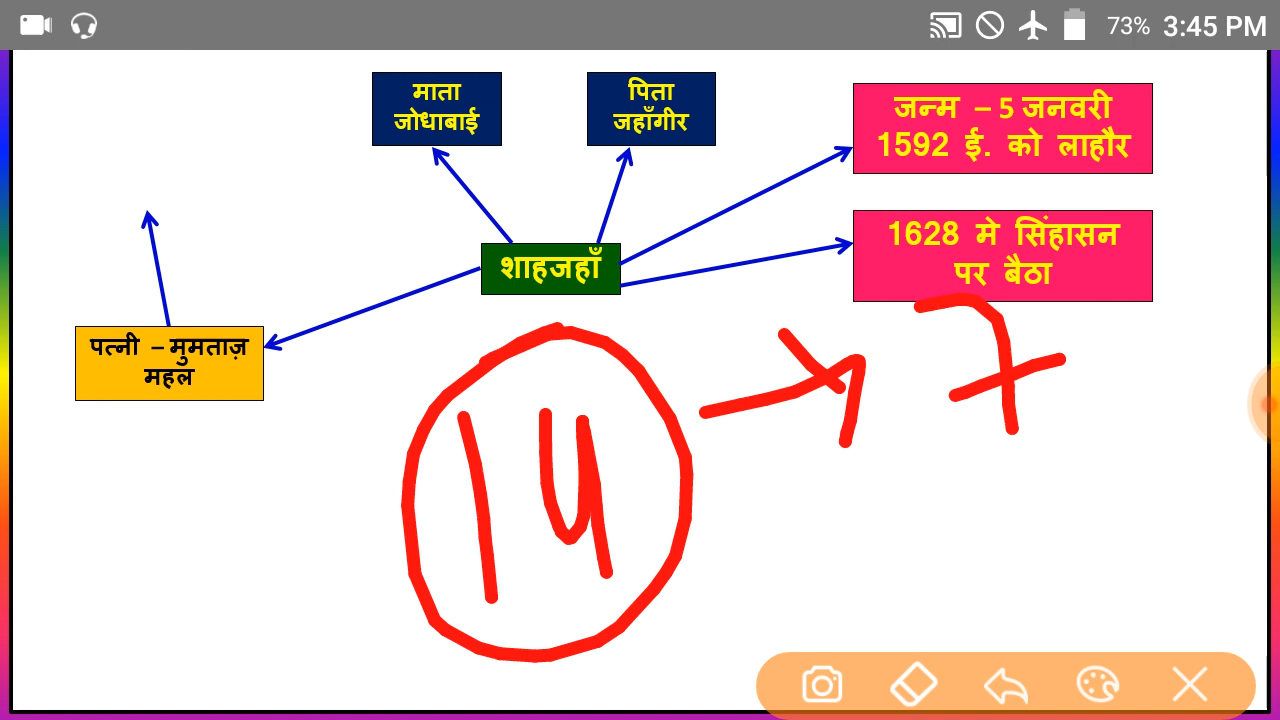 73% 3:45 PM
माता
जोधाबाई
पिता
जहाँगीर
जन्म – 5 जनवरी
1592 ई. को लाहौर
1628 मे सिंहासन
पर बैठा
शाहजहाँ
पत्नी – मुमताज़
महल
14
7